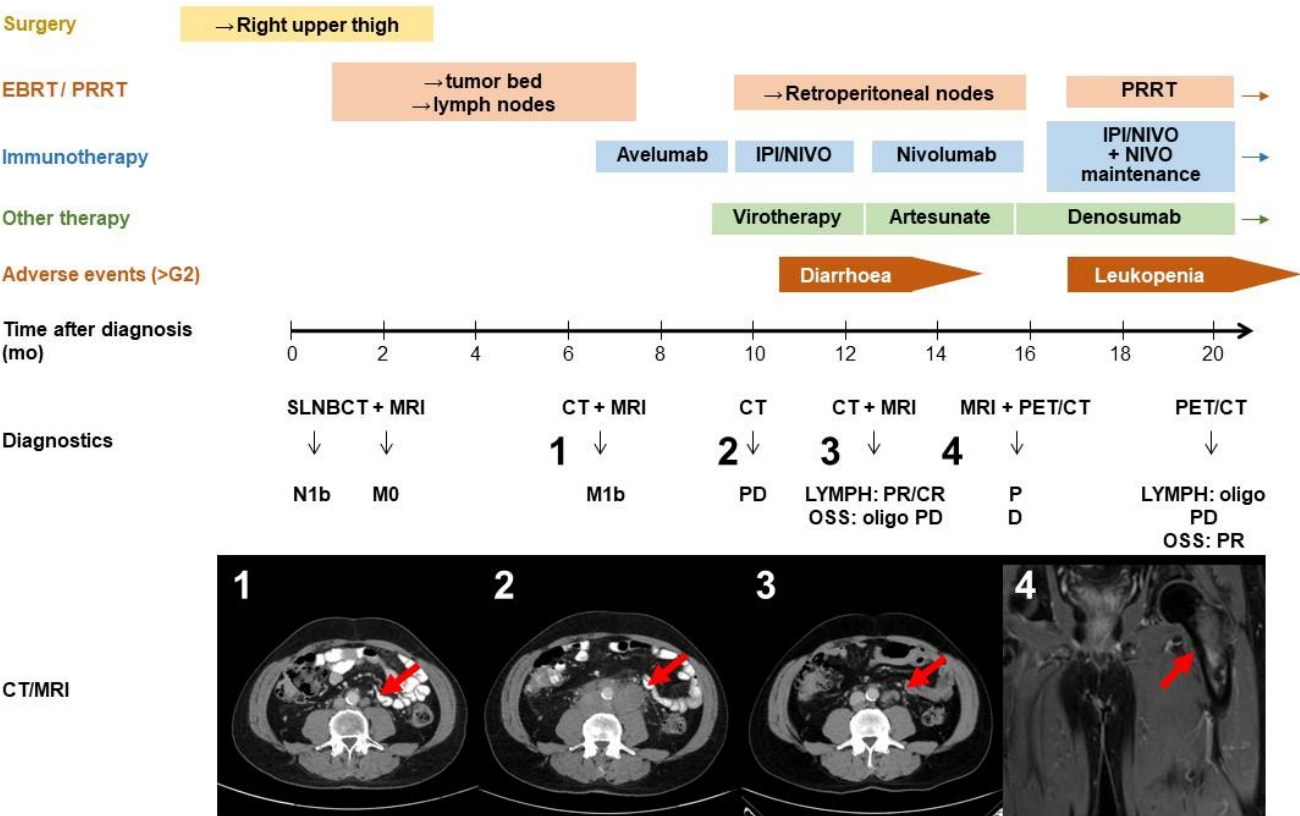 Surgery
→Right upper thigh
EBRT/ PRRT
→tumor bed
→lymph nodes
→Retroperitoneal nodes
PRRT
Immunotherapy
Avelumab
IPI/NIVO
Nivolumab
IPI/NIVO
+ NIVO
maintenance
Other therapy
Virotherapy
Artesunate
Denosumab
Adverse events (>G2)
Diarrhoea
Leukopenia
Time after diagnosis
(mo)
0 2 4 6 8 10 12 14 16 18 20
SLNBCT + MRI CT + MRI CT CT + MRI MRI + PET/CT PET/CT
Diagnostics
1 2 3 4
N1b M0 M1b PD LYMPH: PR/CR P LYMPH: oligo
OSS: oligo PD D PD
OSS: PR
1 2 3 4
CT/MRI